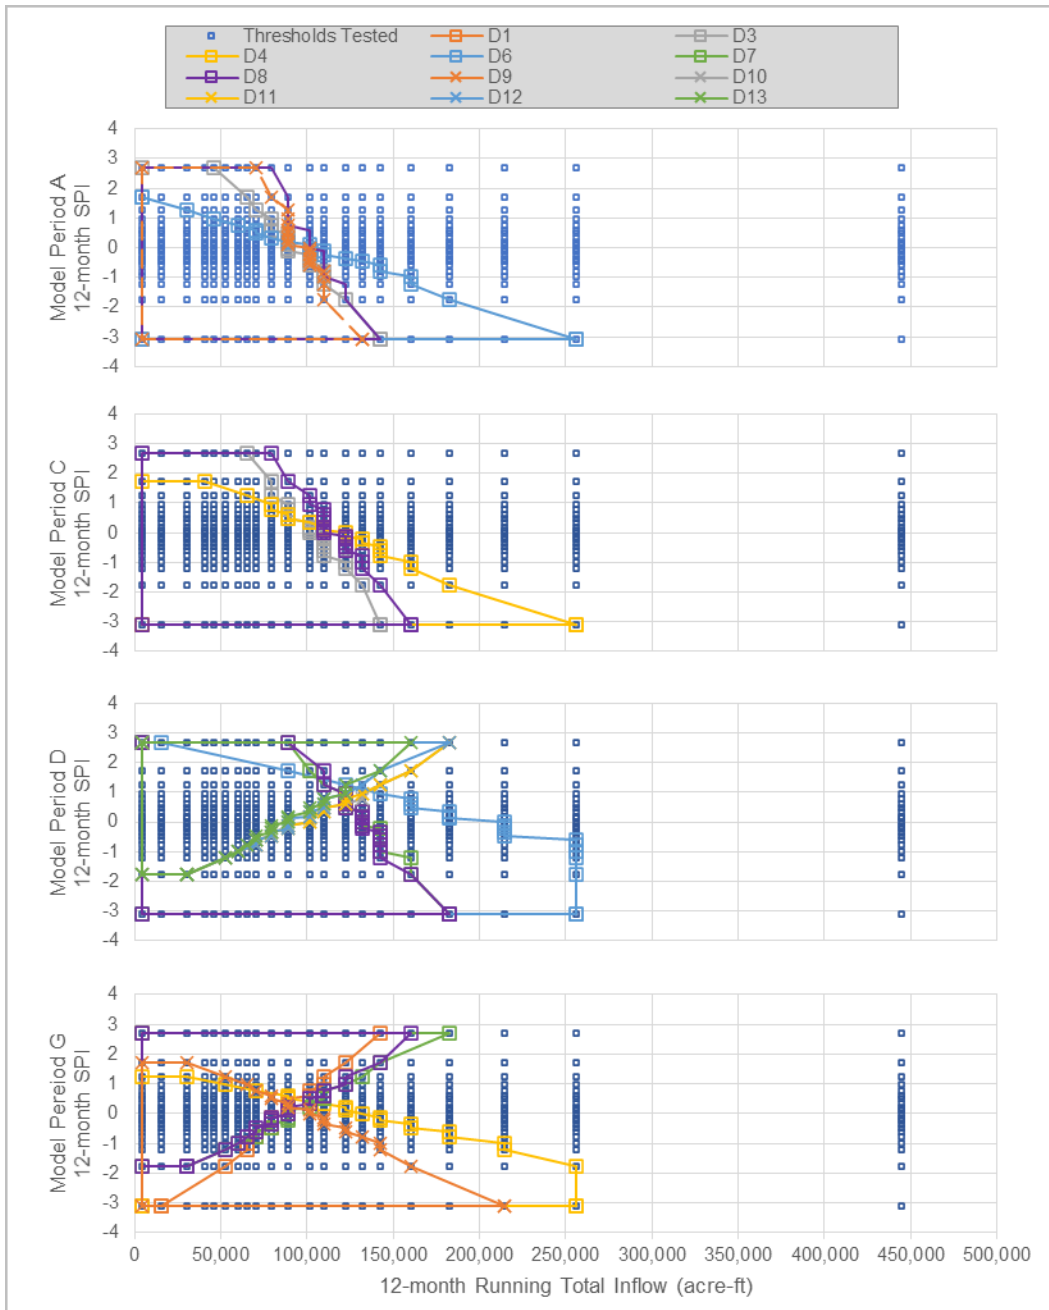 Thresholds Tested D1 D3
D4 D6 D7
D8 D9 D10
D11 D12 D13
4
3
2
1
0
-1
-2
-3
-4
Model Period A
12-month SPI
4
3
2
1
0
-1
-2
-3
-4
Model Period C
12-month SPI
4
3
2
1
0
-1
-2
-3
-4
Model Period D
12-month SPI
4
3
2
1
0
-1
-2
-3
-4
Model Pereiod G
12-month SPI
0 50,000 100,000 150,000 200,000 250,000 300,000 350,000 400,000 450,000 500,000
12-month Running Total Inflow (acre-ft)